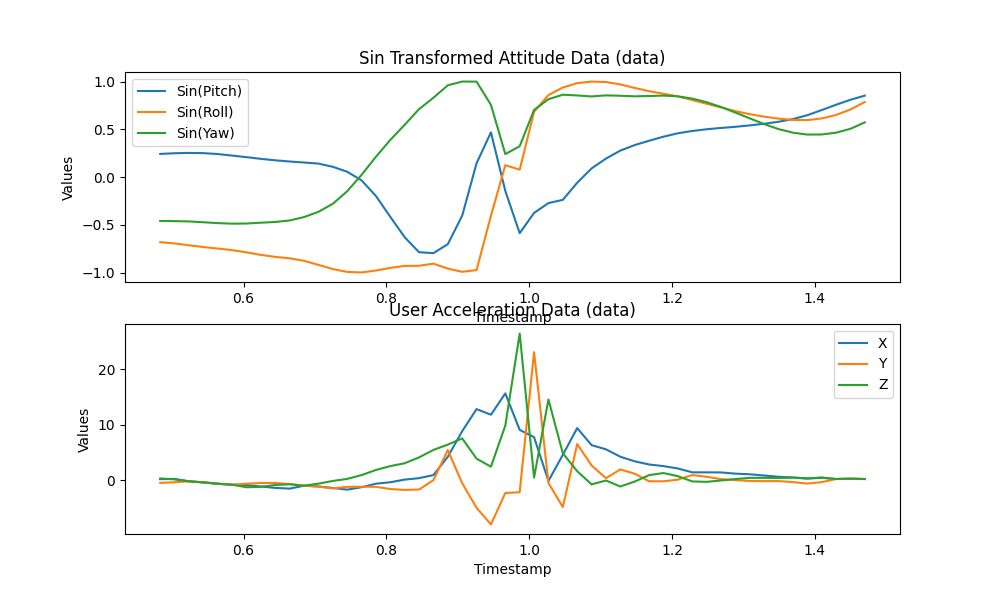 Sin Transformed Attitude Data (data)
Sin(Pitch)
Sin(Roll)
Sin(Yaw)
Values
1.0
0.5
0.0
−0.5
−1.0
0.6 0.8 1.0 1.2 1.4
Timestamp
User Acceleration Data (data)
X
Y
Z
Values
20
10
0
0.6 0.8 1.0 1.2 1.4
Timestamp